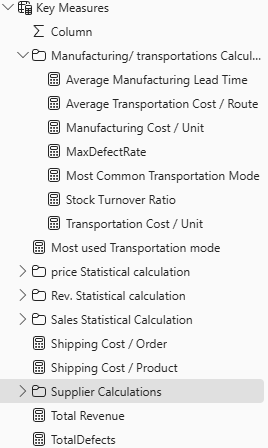 Key Measures
Column
Manufacturing/ transportations Calcul...
Average Manufacturing Lead Time
Average Transportation Cost / Route
Manufacturing Cost / Unit
MaxDefectRate
Most Common Transportation Mode
Stock Turnover Ratio
Transportation Cost / Unit
Most used Transportation mode
price Statistical calculation
Rev. Statistical calculation
Sales Statistical Calculation
Shipping Cost / Order
Shipping Cost / Product
Supplier Calculations
Total Revenue
TotalDefects